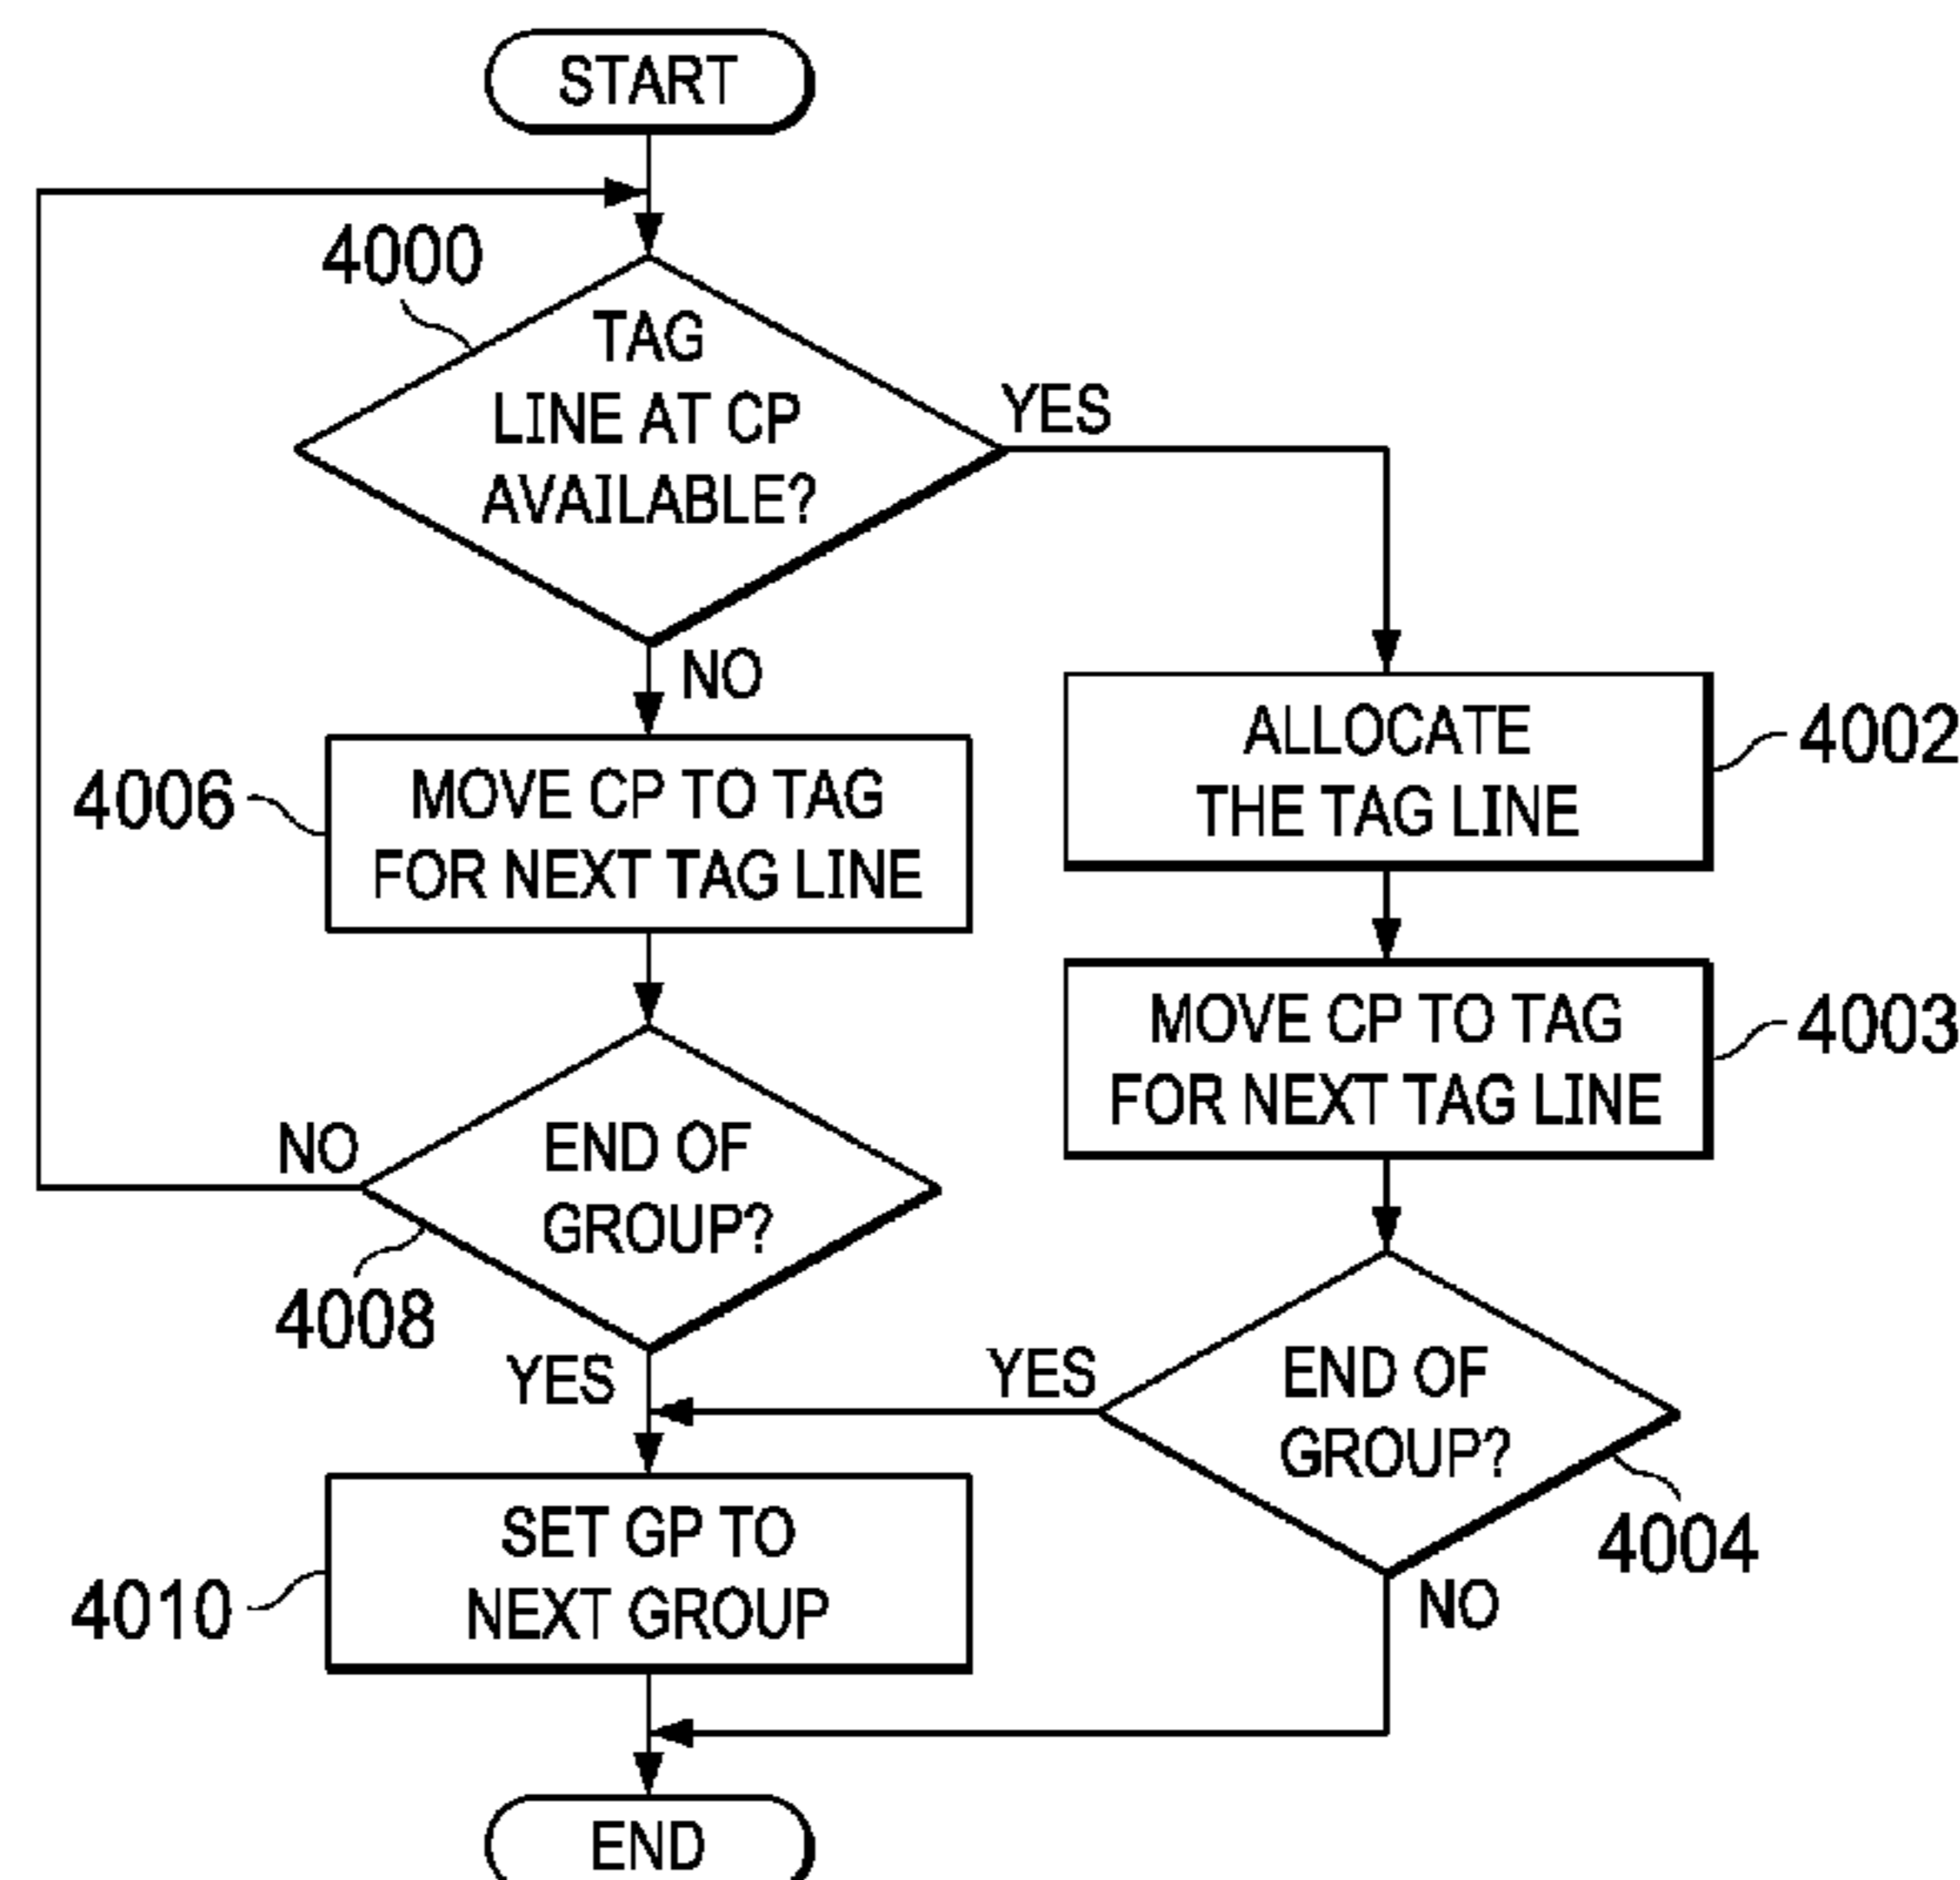 START
4000
TAG
LINE AT CP
AVAILABLE?
YES
NO
4006
MOVE CP TO TAG
FOR NEXT TAG LINE
ALLOCATE
THE TAG LINE
4002
MOVE CP TO TAG
FOR NEXT TAG LINE
4003
NO
END OF
GROUP?
4008
YES
YES
END OF
GROUP?
4004
NO
SET GP TO
NEXT GROUP
4010
END